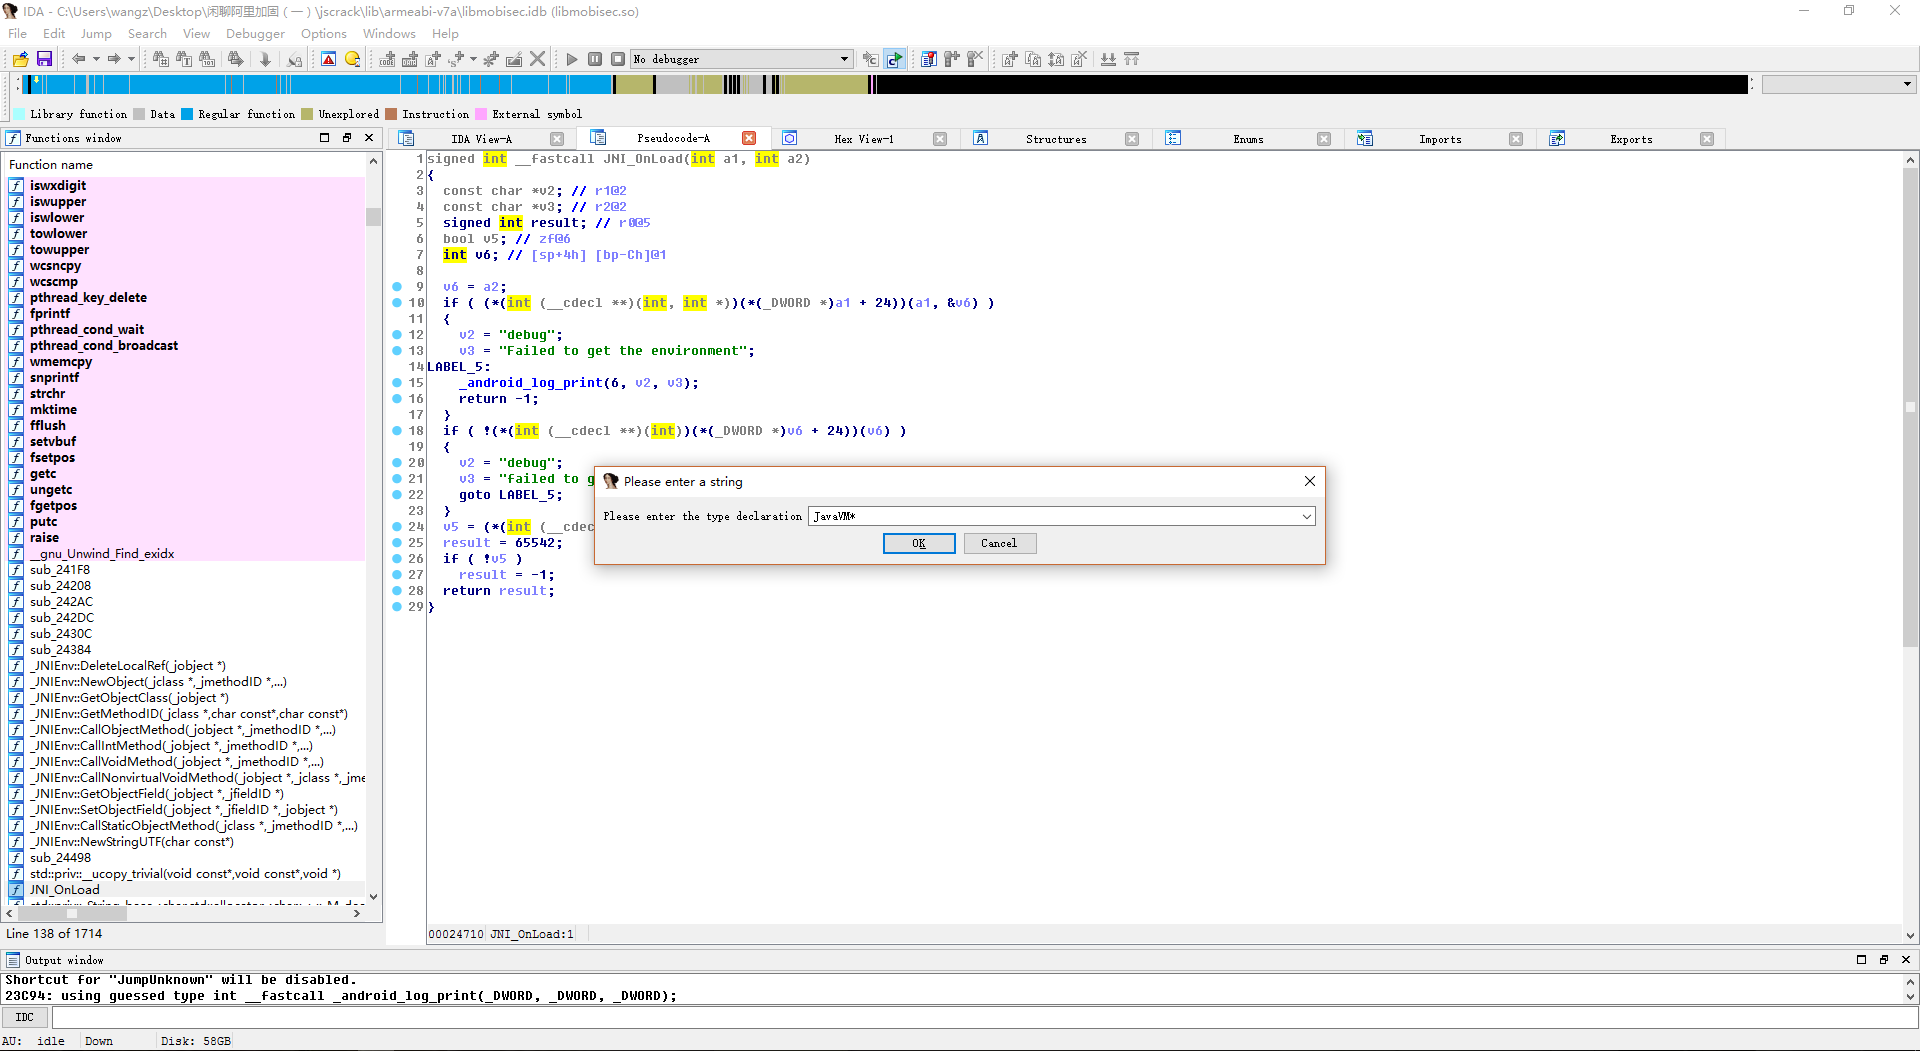 IDA - C:\Users\wangz\Desktop\闲聊阿里加固 (一) \jscrack\lib\armeabi-v7a\libmobisec.idb (libmobisec.so)
File Edit Jump Search View Debugger Options Windows Help
No debugger
Library function Data Regular function Unexplored Instruction External symbol
Functions window
Function name
iswxdigit
iswupper
iswlower
towlower
towupper
wcsncpy
wcscmp
pthread_key_delete
fprintf
pthread_cond_wait
pthread_cond_broadcast
wmemcpy
snprintf
strchr
mktime
fflush
setvbuf
fsetpos
getc
ungetc
fgetpos
putc
raise
__gnu_Unwind_Find_exidx
sub_241F8
sub_24208
sub_242AC
sub_242DC
sub_2430C
sub_24384
_JNIEnv::DeleteLocalRef(_jobject *)
_JNIEnv::NewObject(_jclass *,_jmethodID *,...)
_JNIEnv::GetObjectClass(_jobject *)
_JNIEnv::GetMethodID(_jclass *,char const*,char const*)
_JNIEnv::CallObjectMethod(_jobject *,_jmethodID *,...)
_JNIEnv::CallIntMethod(_jobject *,_jmethodID *,...)
_JNIEnv::CallVoidMethod(_jobject *,_jmethodID *,...)
_JNIEnv::CallNonvirtualVoidMethod(_jobject *,_jclass *,_jme
_JNIEnv::GetObjectField(_jobject *,_jfieldID *)
_JNIEnv::SetObjectField(_jobject *,_jfieldID *,_jobject *)
_JNIEnv::CallStaticObjectMethod(_jclass *,_jmethodID *,...)
_JNIEnv::NewStringUTF(char const*)
sub_24498
std::priv::__ucopy_trivial(void const*,void const*,void *)
JNI_OnLoad
Line 138 of 1714
IDA View-A Pseudocode-A Hex View-1 Structures Enums Imports Exports
1 signed int __fastcall JNI_OnLoad(int a1, int a2)
2 {
3 const char *v2; // r1@2
4 const char *v3; // r2@2
5 signed int result; // r0@5
6 bool v5; // zf@6
7 int v6; // [sp+4h] [bp-Ch]@1
8
9 v6 = a2;
10 if ( (*(int (__cdecl **)(int, int *))(*(_DWORD *)a1 + 24))(a1, &v6) )
11 {
12 v2 = "debug";
13 v3 = "Failed to get the environment";
14 LABEL_5:
15 _android_log_print(6, v2, v3);
16 return -1;
17 }
18 if ( !(*(int (__cdecl **)(int))(*(_DWORD *)v6 + 24))(v6) )
19 {
20 v2 = "debug";
21 v3 = "failed to g
22 goto LABEL_5;
23 }
24 v5 = (*(int (__cdec
25 result = 65542;
26 if ( !v5 )
27 result = -1;
28 return result;
29 }
Please enter a string
Please enter the type declaration JavaVM*
OK Cancel
00024710 JNI_OnLoad:1
Output window
Shortcut for "JumpUnknown" will be disabled.
23C94: using guessed type int __fastcall _android_log_print(_DWORD, _DWORD, _DWORD);
IDC
AU: idle Down Disk: 58GB